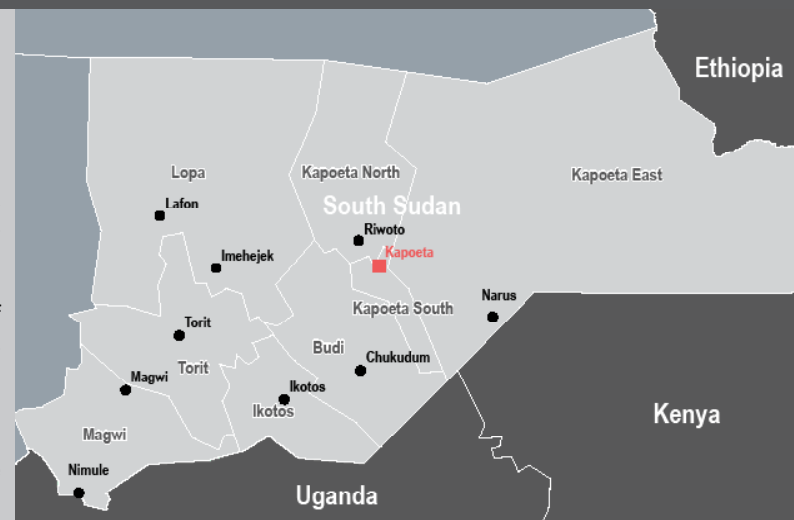 Ethiopia
Lopa
Kapoeta North
Kapoeta East
Lafon
South Sudan
Riwoto
Imehejek
Kapoeta
Narus
Kapoeta South
Torit
Budi
Chukudum
Torit
Magwi
Ikotos
Ikotos
Kenya
Magwi
Nimule
Uganda